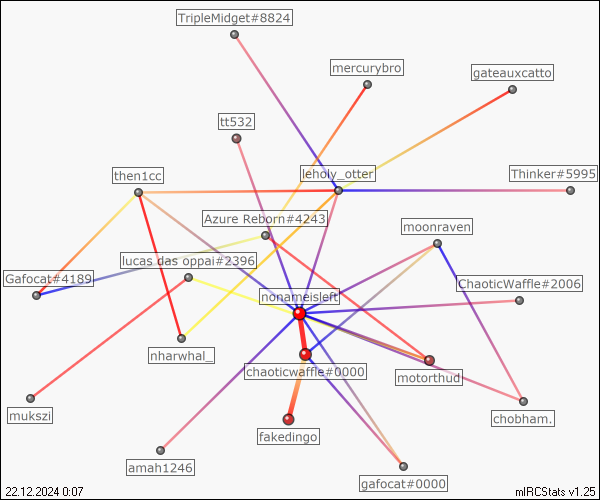 TripleMidget#8824
mercurybro
gateauxcatto
tt532
then1cc
leholy_otter
Thinker#5995
Azure Reborn#4243
moonraven
lucas das oppai#2396
Gafocat#4189
ChaoticWaffle#2006
nonameisleft
nharwhal_
chaoticwaffle#0000
motorthud
mukszi
chobham.
fakedingo
amah1246
gafocat#0000
22.12.2024 0:07
mIRCStats v1.25